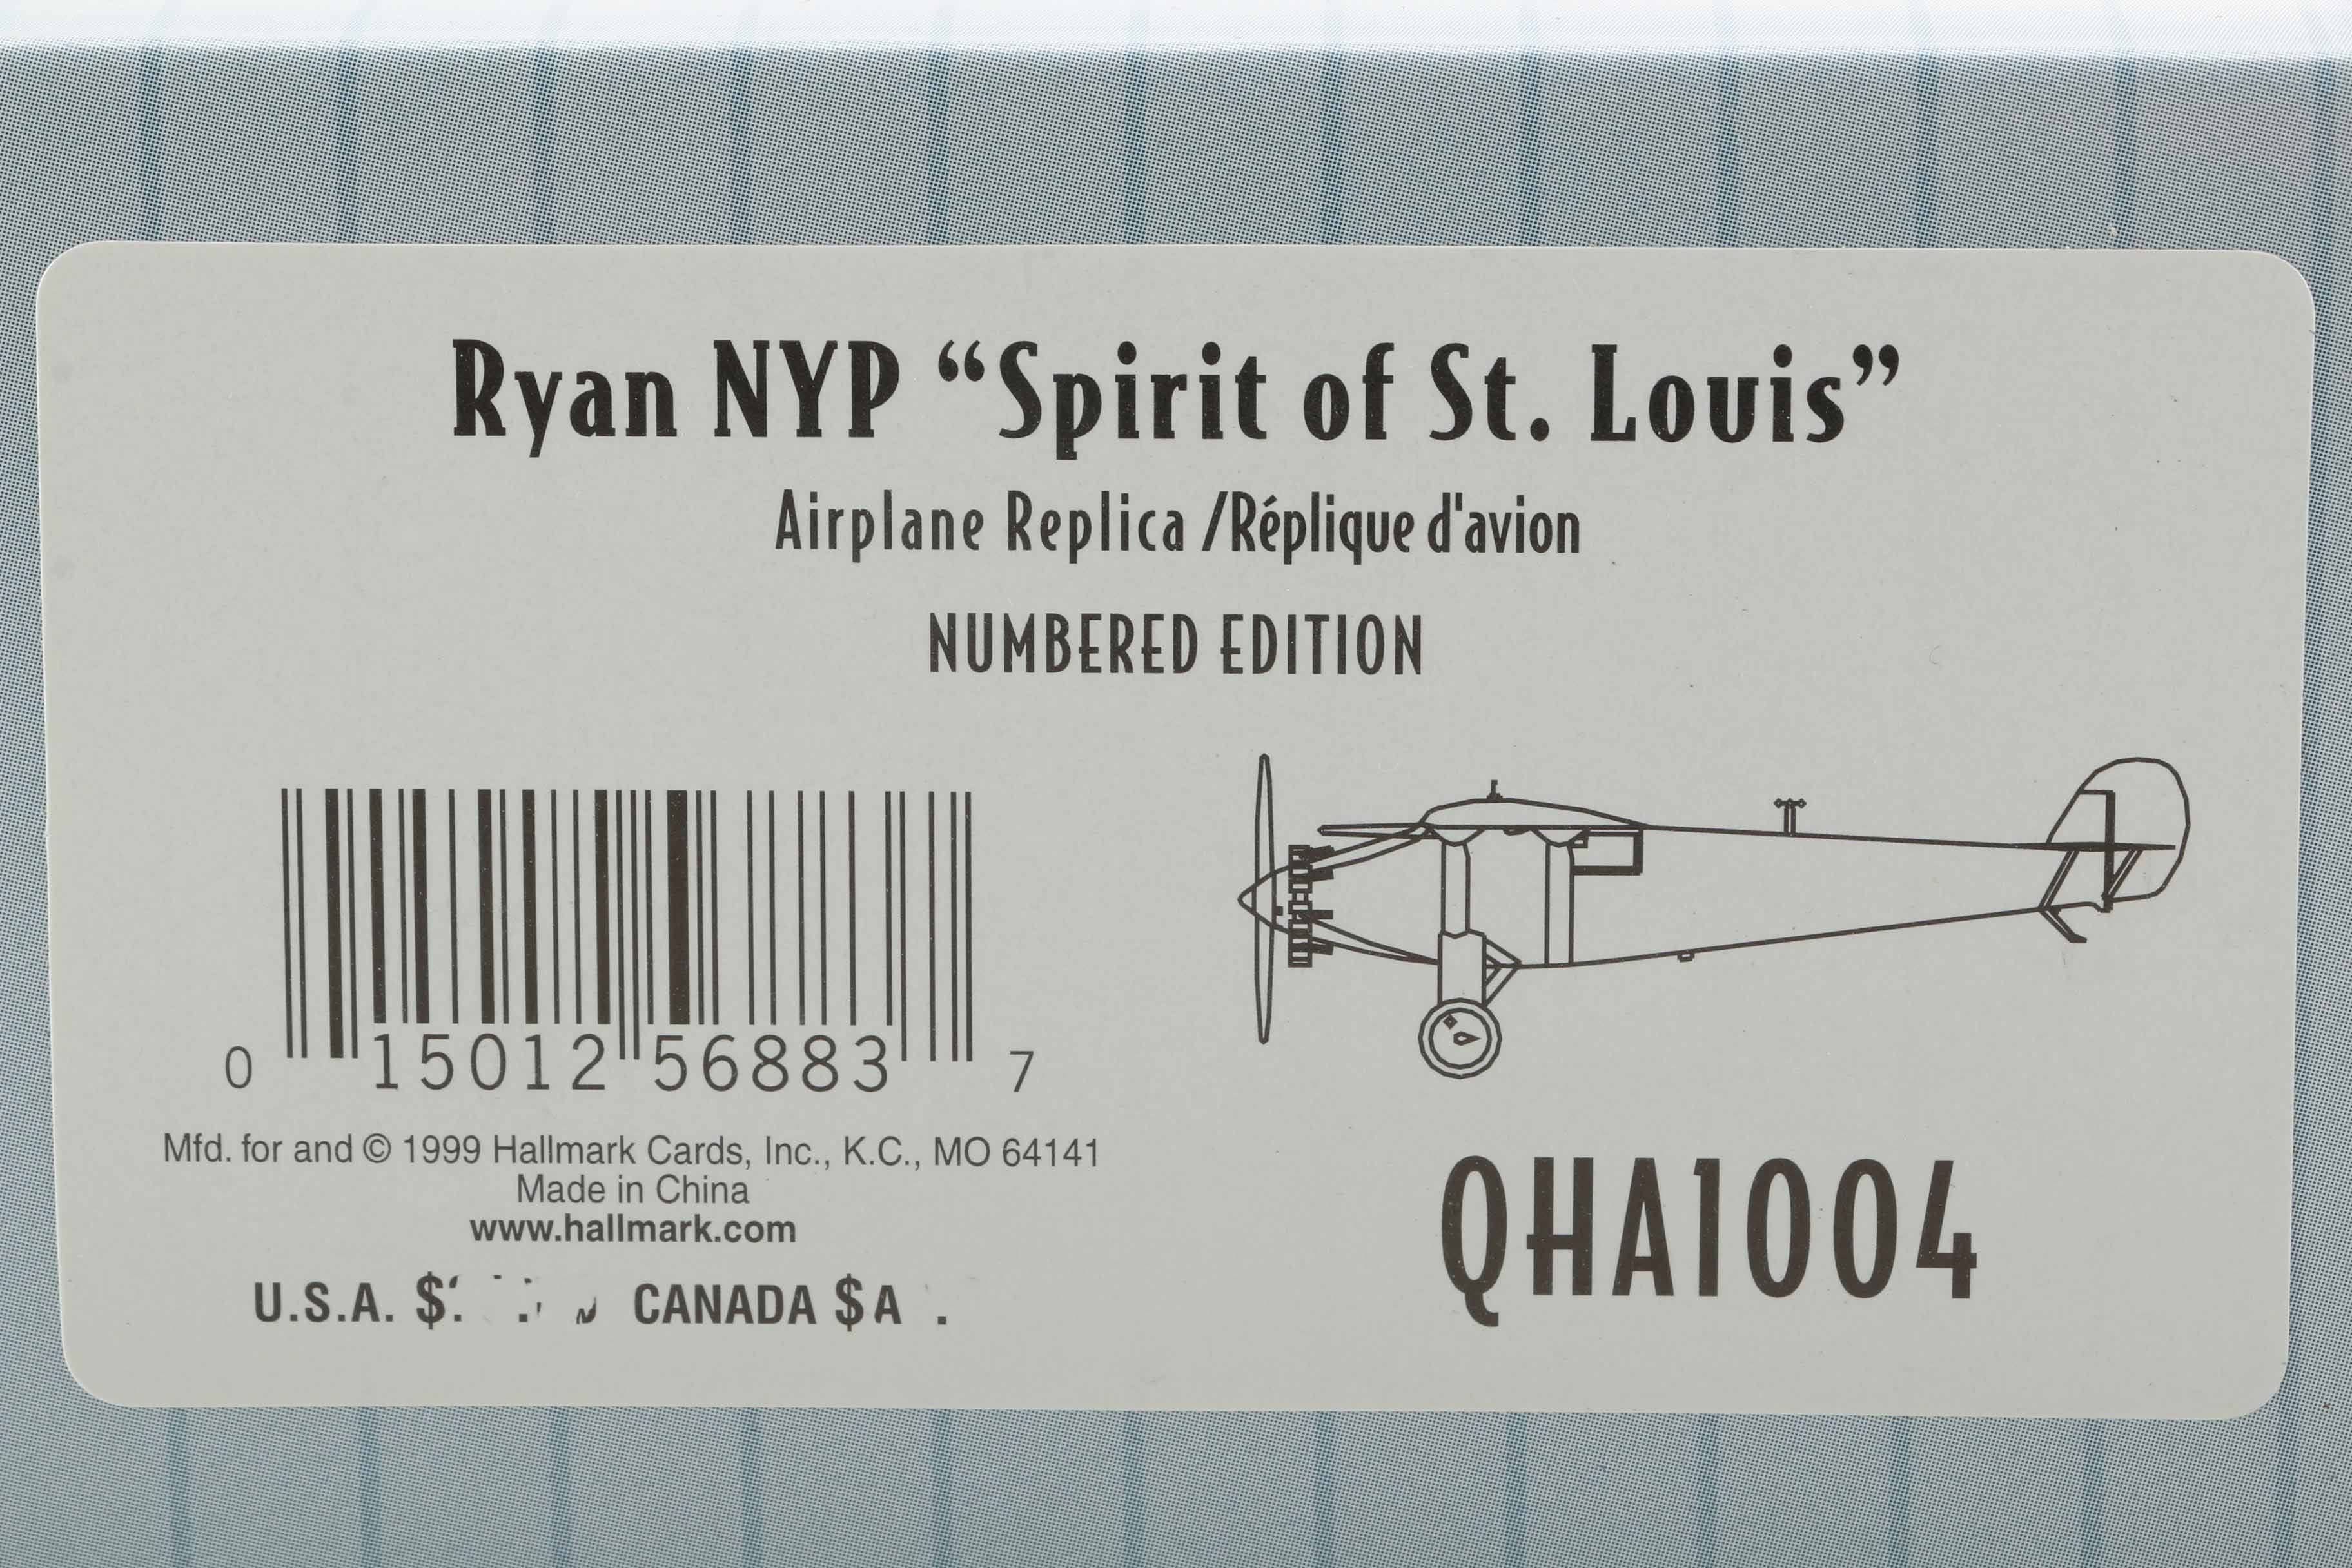 Ryan NYP “Spirit of St. Louis”
Airplane Replica /Réplique d'avion
NUMBERED EDITION
0 15012 56883 7
Mfd. for and © 1999 Hallmark Cards, Inc., K.C., MO 64141
Made in China
www.hallmark.com
U.S.A. $ CANADA $
QHA1004